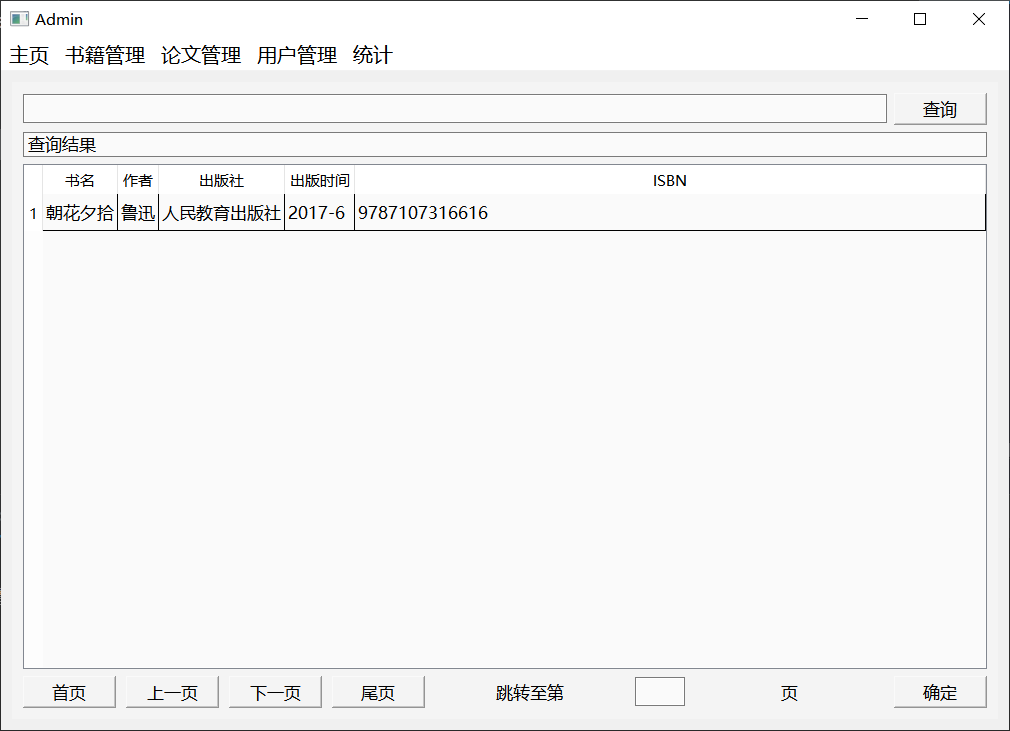 Admin
主页 书籍管理 论文管理 用户管理 统计
查询
查询结果
书名 作者 出版社 出版时间 ISBN
1 朝花夕拾 鲁迅 人民教育出版社 2017-6 9787107316616
首页 上一页 下一页 尾页 跳转至第 页 确定